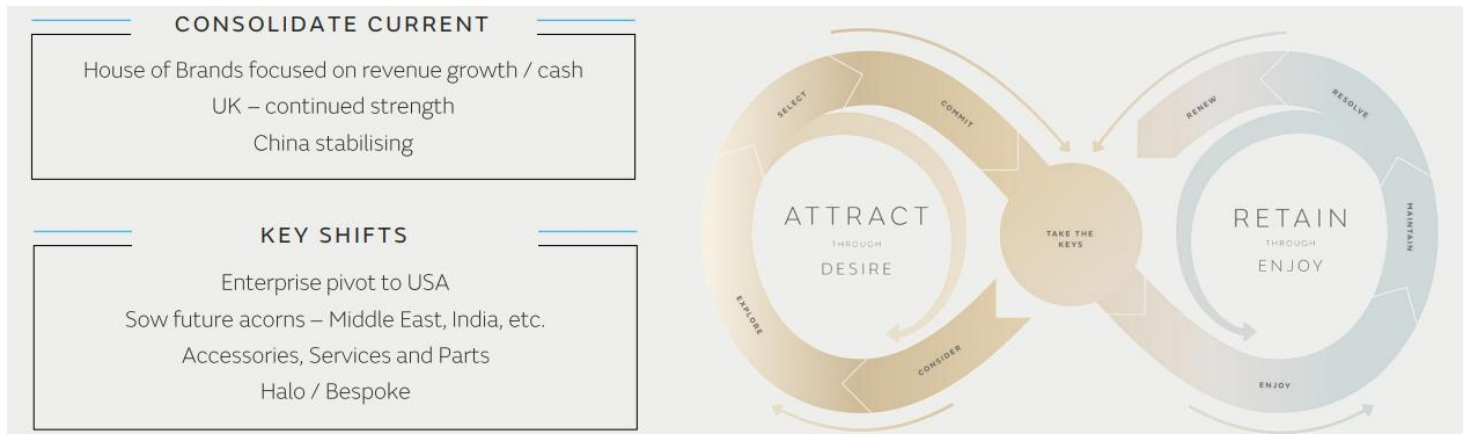 CONSOLIDATE CURRENT
House of Brands focused on revenue growth / cash
UK – continued strength
China stabilising
KEY SHIFTS
Enterprise pivot to USA
Sow future acorns – Middle East, India, etc.
Accessories, Services and Parts
Halo / Bespoke
CONSIDER
EXPLORE
SELECT
COMMIT
ATTRACT
THROUGH
DESIRE
TAKE THE
KEYS
ENJOY
MAINTAIN
RESOLVE
RENEW
RETAIN
THROUGH
ENJOY